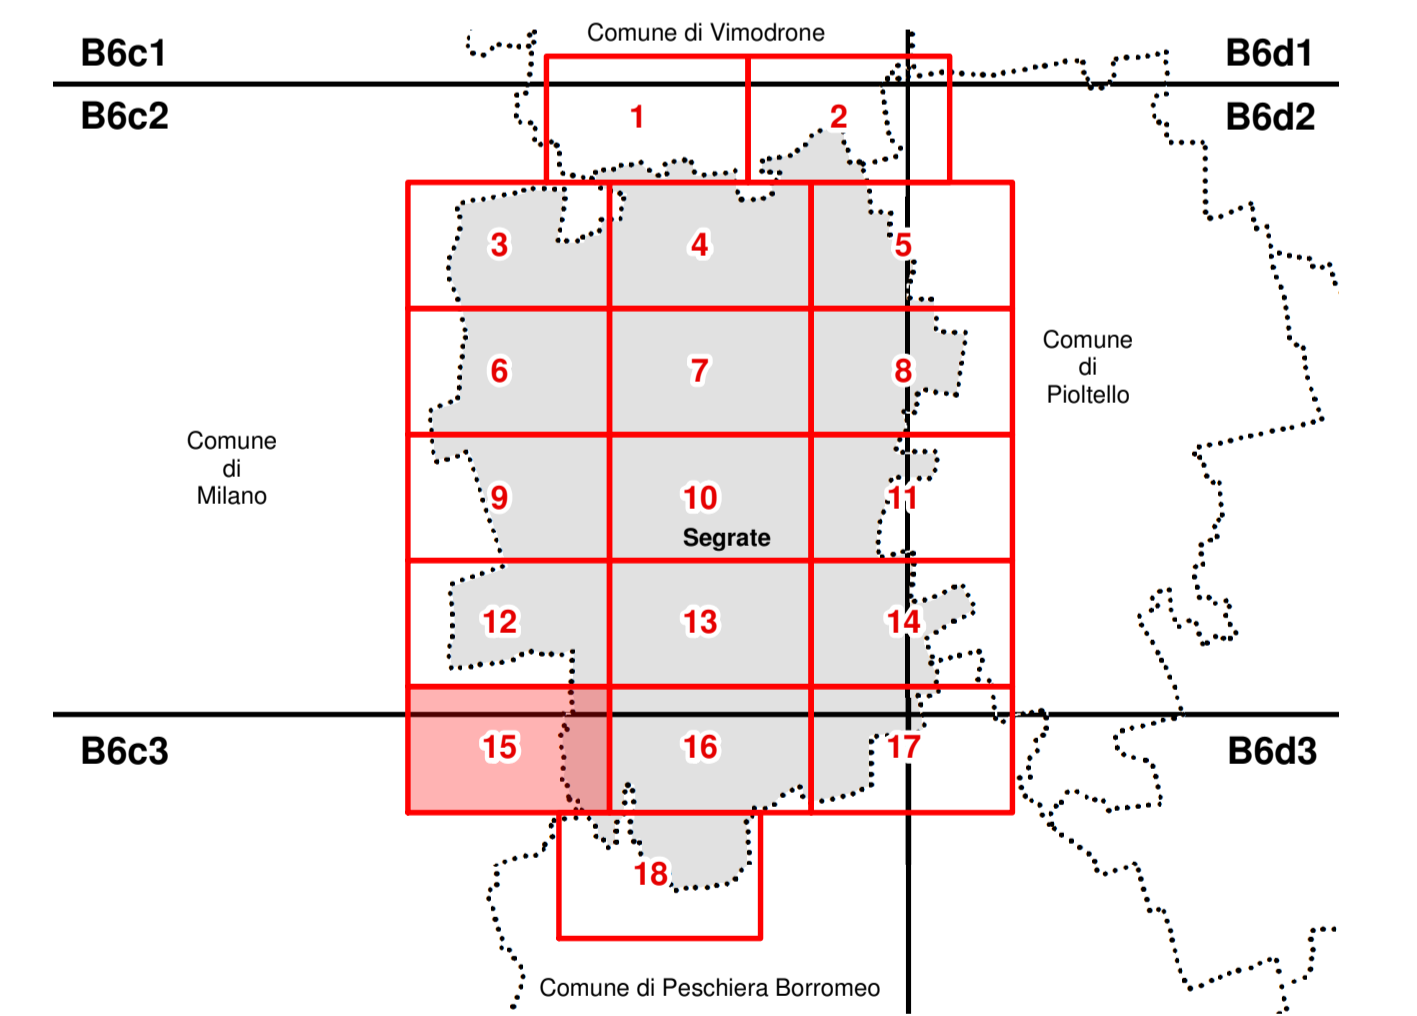 Comune di Vimodrone
B6c1
B6d1
B6c2
B6d2
1
2
3
4
5
6
7
8
Comune
di
Pioltello
Comune
di
Milano
9
10
11
Segrate
12
13
14
B6c3
15
16
17
B6d3
18
Comune di Peschiera Borromeo